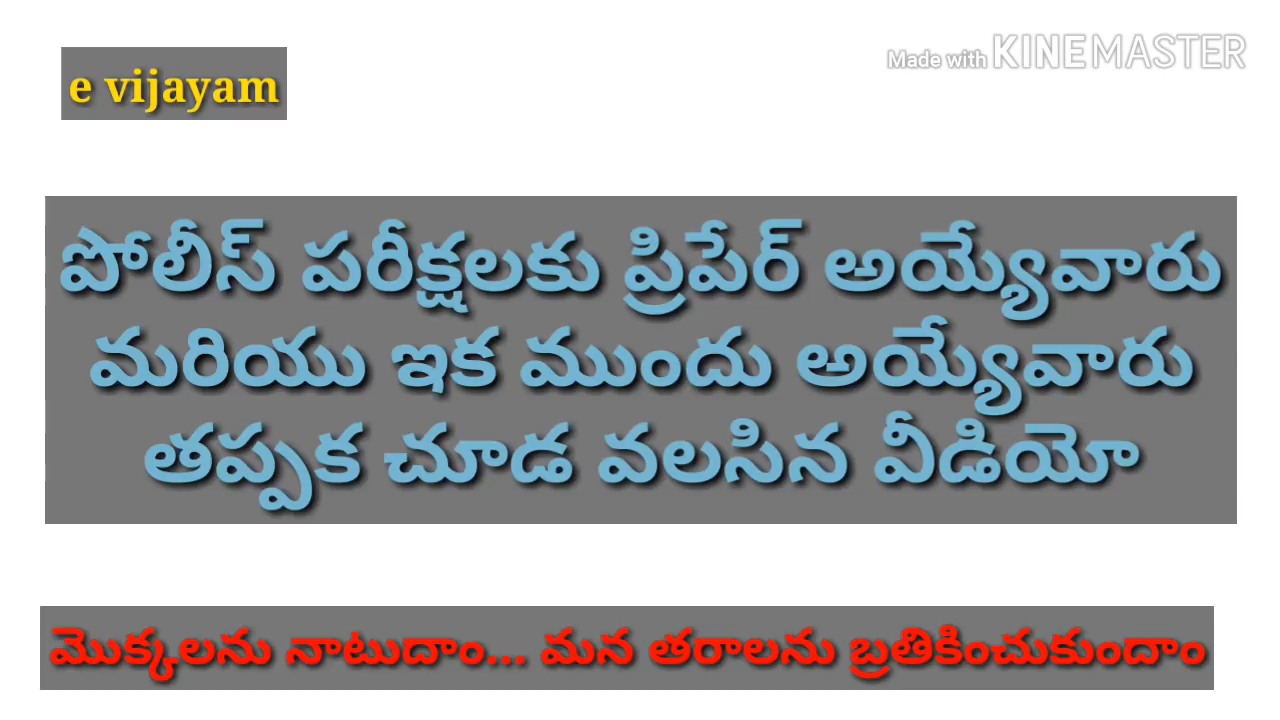 e vijayam
Made with KINEMASTER
పోలీస్ పరీక్షలకు ప్రిపేర్ అయ్యేవారు
మరియు ఇక ముందు అయ్యేవారు
తప్పక చూడ వలసిన వీడియో
మొక్కలను నాటుదాం... మన తరాలను బ్రతికించుకుందాం